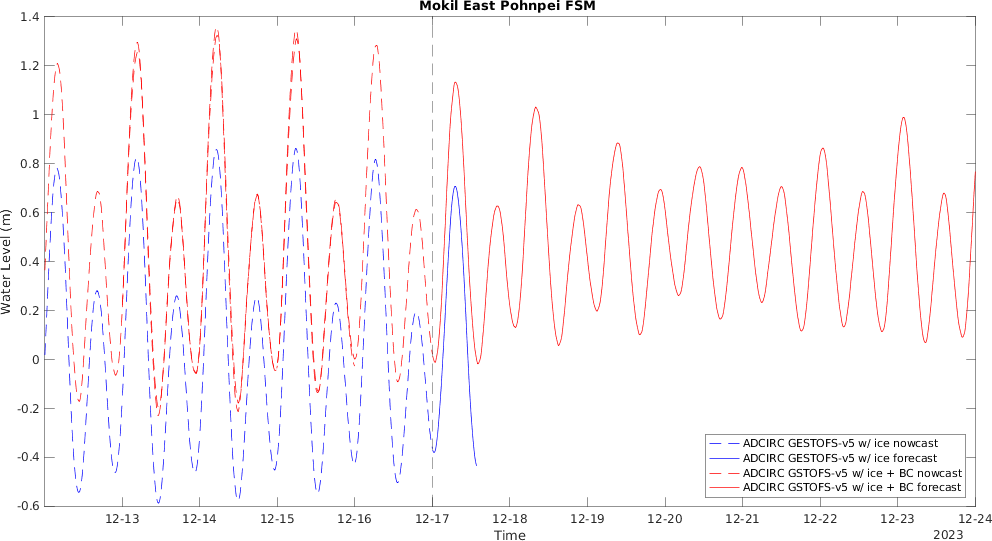 Mokil East Pohnpei FSM
Water Level (m)
1.4
1.2
1
0.8
0.6
0.4
0.2
0
-0.2
-0.4
-0.6
ADCIRC GESTOFS-v5 w/ ice nowcast
ADCIRC GESTOFS-v5 w/ ice forecast
ADCIRC GSTOFS-v5 w/ ice + BC nowcast
ADCIRC GSTOFS-v5 w/ ice + BC forecast
12-13 12-14 12-15 12-16 12-17 12-18 12-19 12-20 12-21 12-22 12-23 12-24
Time
2023